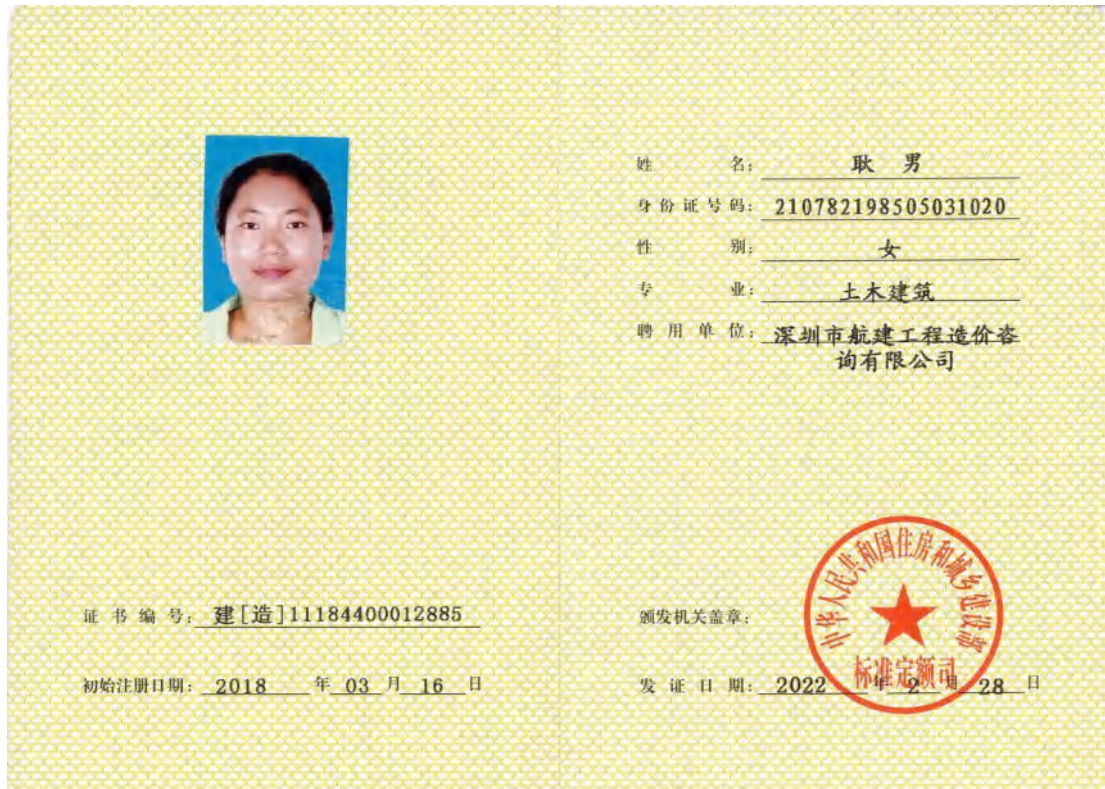 姓名: 耿男
身份证号码: 210782198505031020
性别: 女
专业: 土木建筑
聘用单位: 深圳市航建工程造价咨
询有限公司
证书编号: 建[造]11184400012885
初始注册日期: 2018 年 03 月 16 日
颁发机关盖章:
中华人民共和国住房和城乡建设部
标准定额司
发证日期: 2022 年 2 月 28 日